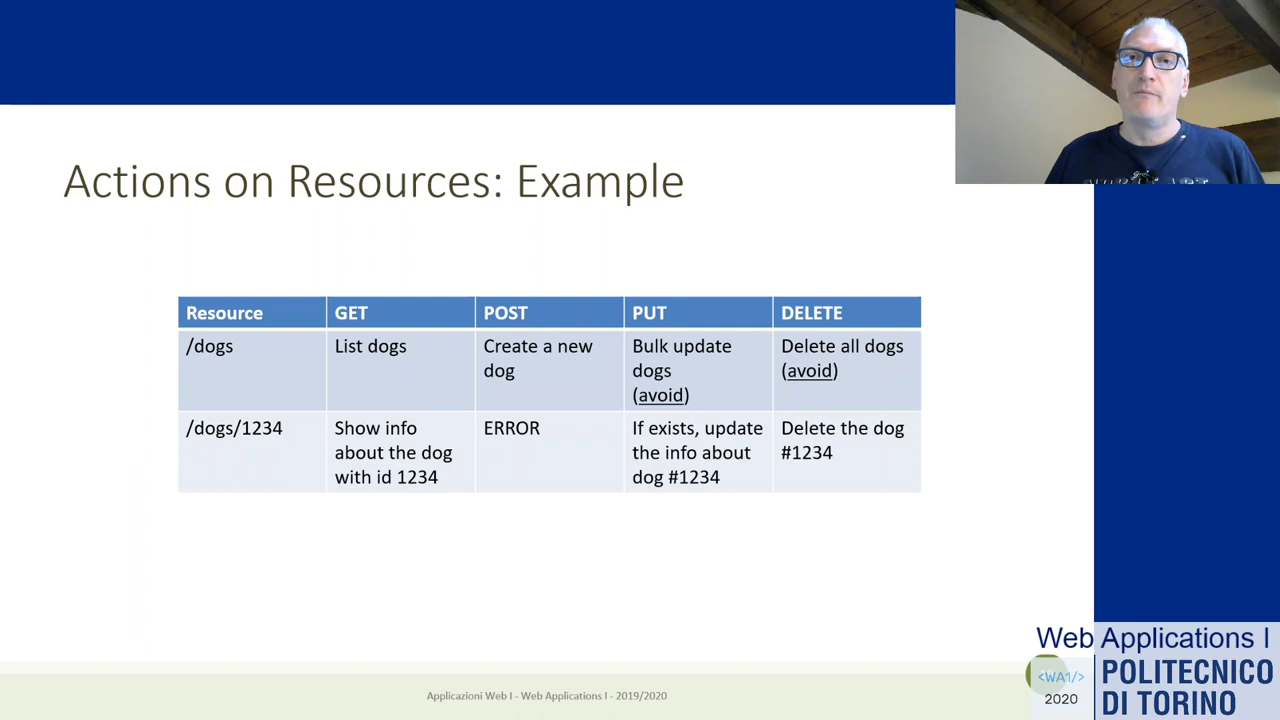 Actions on Resources: Example
Resource GET POST PUT DELETE
/dogs List dogs Create a new dog Bulk update dogs (avoid) Delete all dogs (avoid)
/dogs/1234 Show info about the dog with id 1234 ERROR If exists, update the info about dog #1234 Delete the dog #1234
Applicazioni Web I - Web Applications I - 2019/2020
Web Applications I
<WA1/>
2020
POLITECNICO
DI TORINO